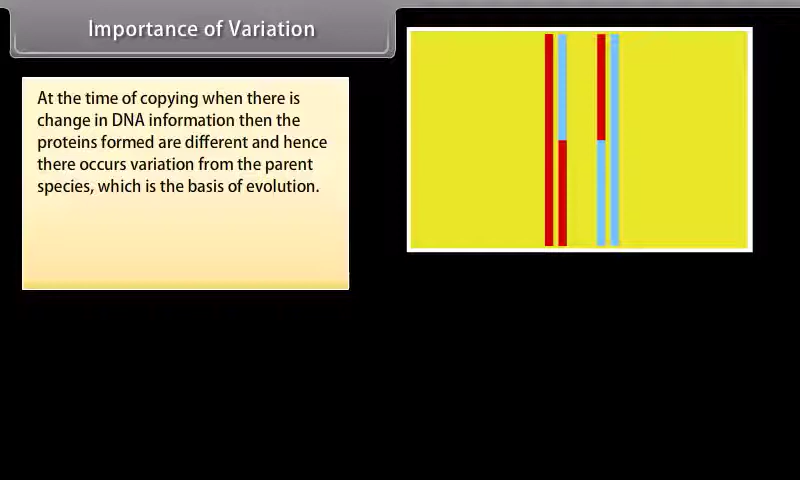 Importance of Variation
At the time of copying when there is
change in DNA information then the
proteins formed are different and hence
there occurs variation from the parent
species, which is the basis of evolution.